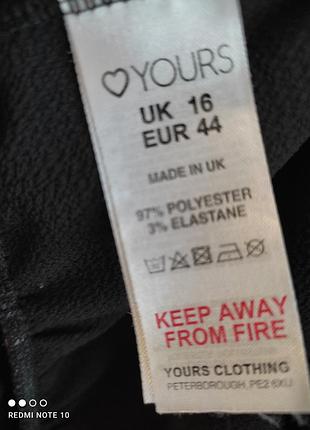 ♡YOURS
UK 16
EUR 44
MADE IN UK
97% POLYESTER
3% ELASTANE
KEEP AWAY
FROM FIRE
YOURS CLOTHING
PETERBOROUGH, PE2 6XU
REDMI NOTE 10